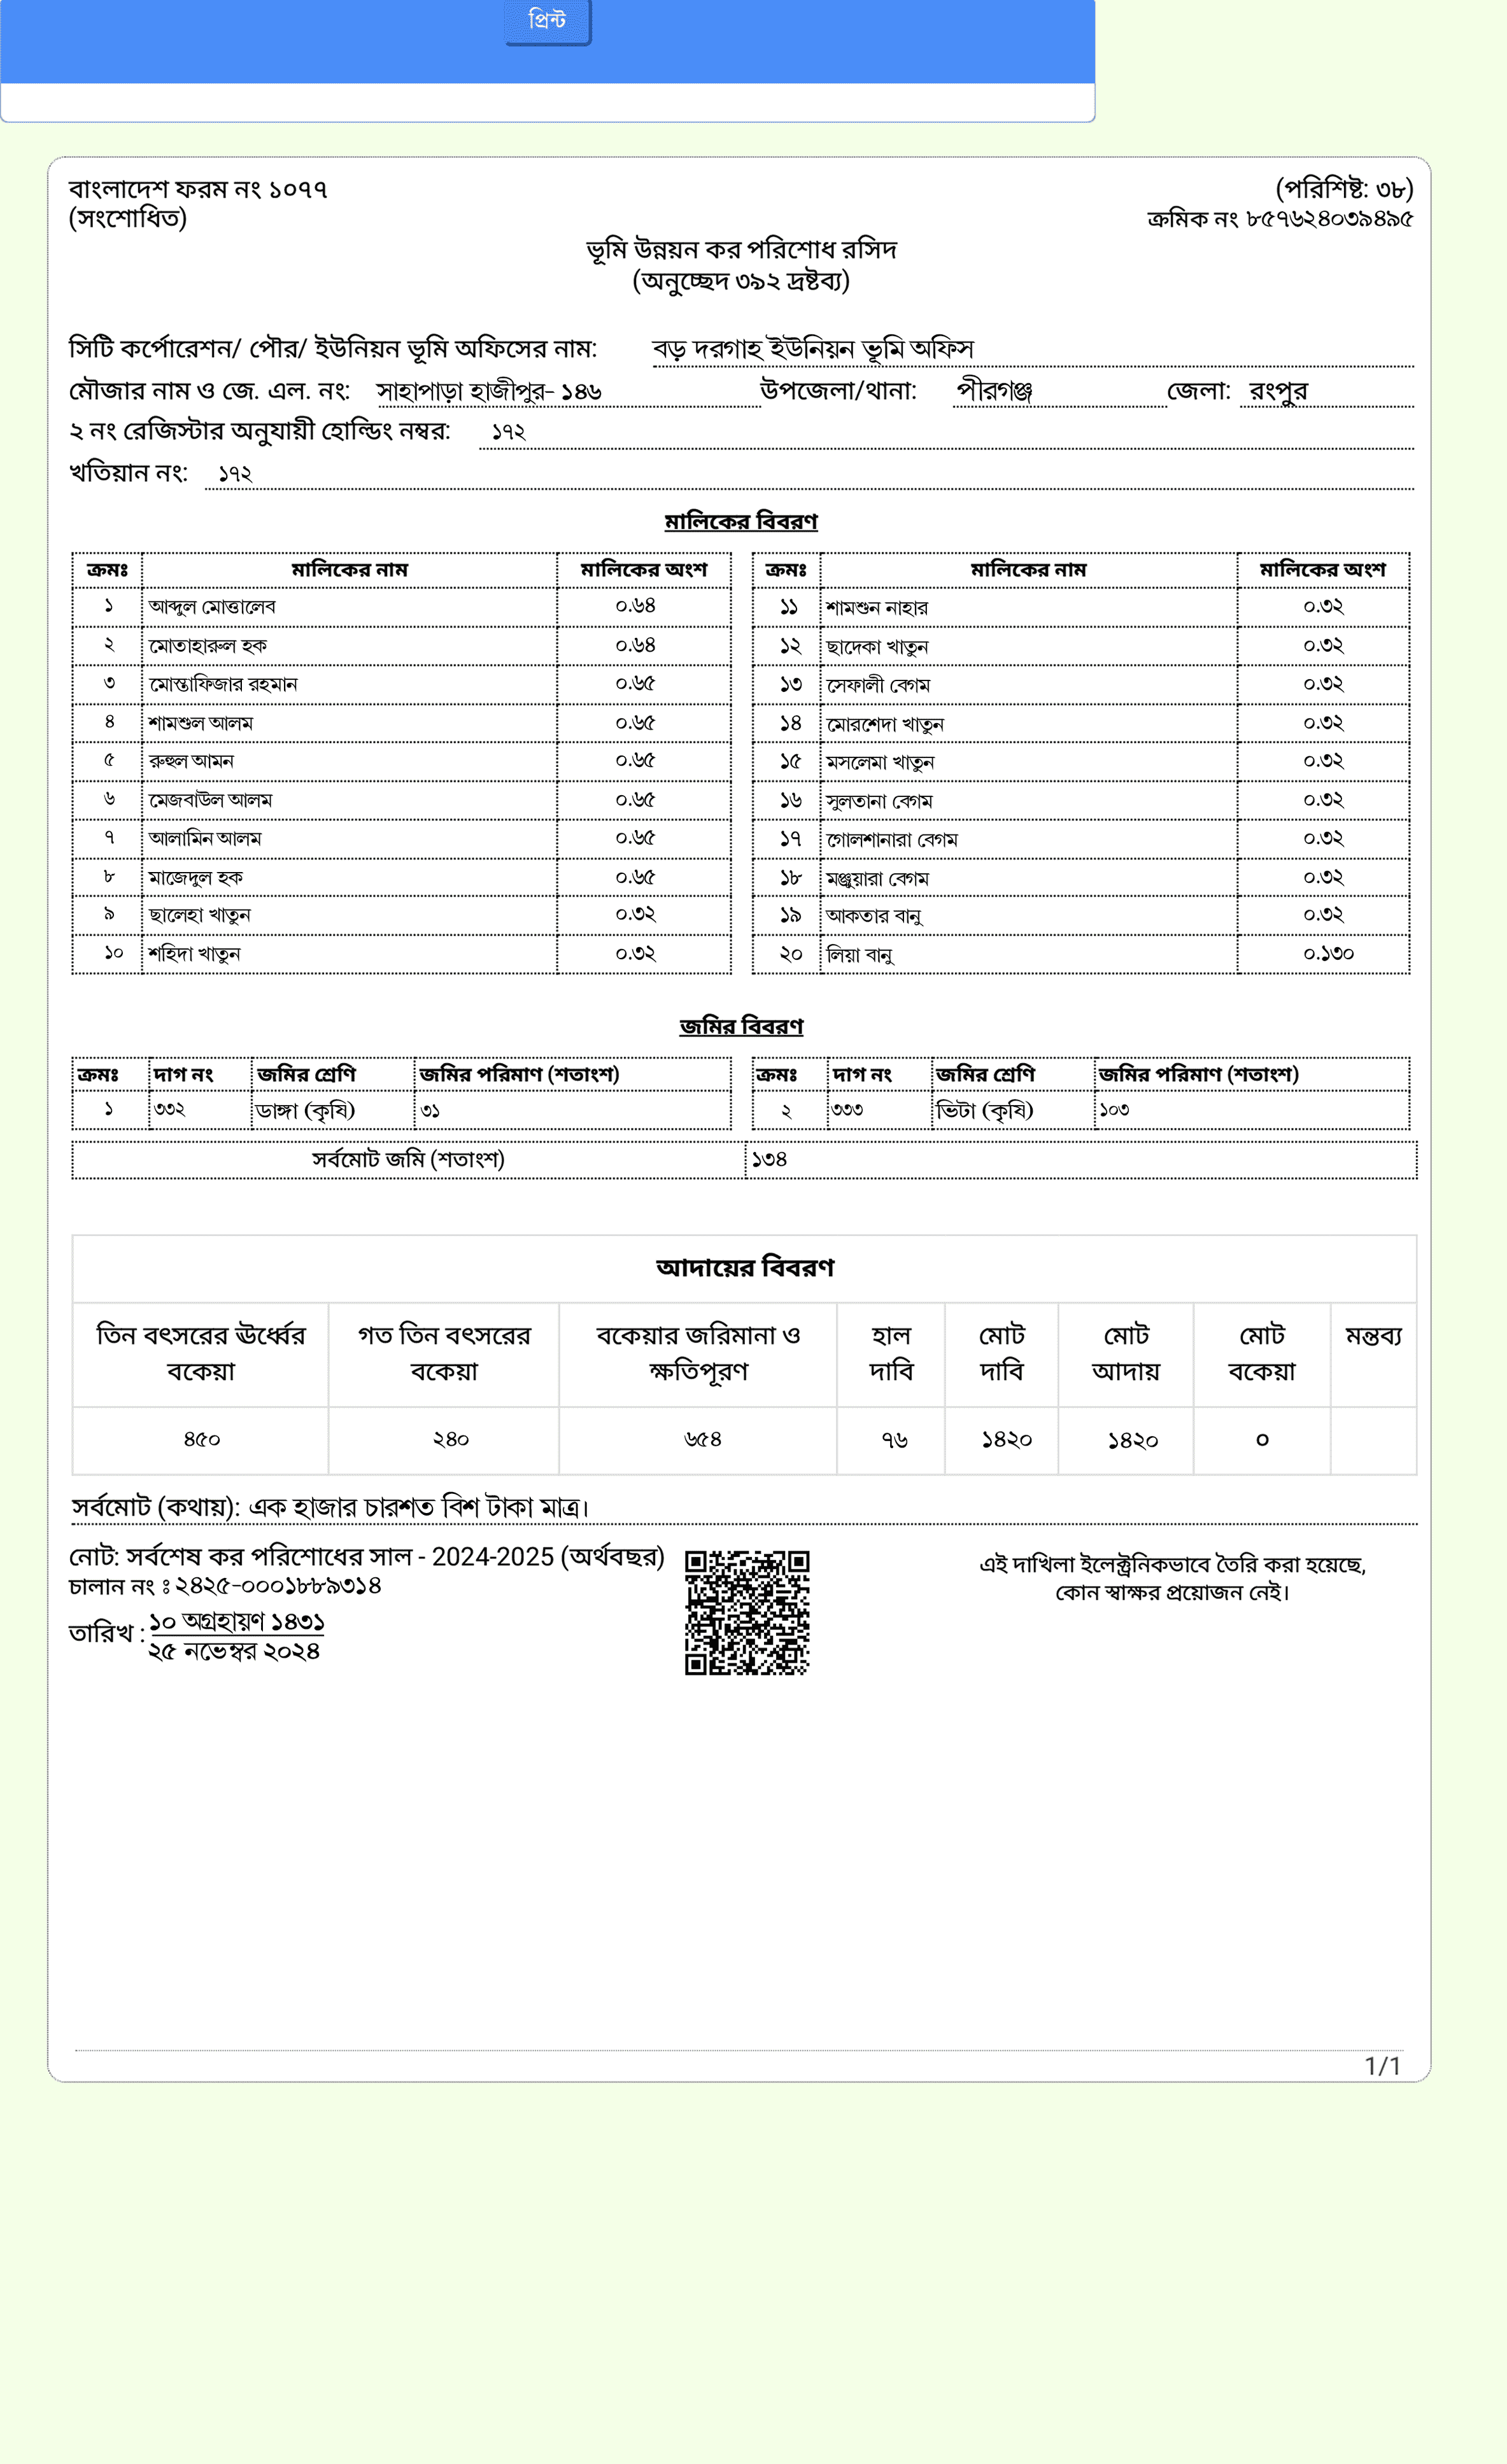 প্রিন্ট
বাংলাদেশ ফরম নং ১০৭৭
(সংশোধিত)
(পরিশিষ্ট: ৩৮)
ক্রমিক নং ৮৫৭৬২৪০৩৯৪৯৫
ভূমি উন্নয়ন কর পরিশোধ রসিদ
(অনুচ্ছেদ ৩৯২ দ্রষ্টব্য)
সিটি কর্পোরেশন/ পৌর/ ইউনিয়ন ভূমি অফিসের নাম: বড় দরগাহ ইউনিয়ন ভূমি অফিস
মৌজার নাম ও জে. এল. নং: সাহাপাড়া হাজীপুর- ১৪৬ উপজেলা/থানা: পীরগঞ্জ জেলা: রংপুর
২ নং রেজিস্টার অনুযায়ী হোল্ডিং নম্বর: ১৭২
খতিয়ান নং: ১৭২
মালিকের বিবরণ
ক্রমঃ মালিকের নাম মালিকের অংশ ক্রমঃ মালিকের নাম মালিকের অংশ
১ আব্দুল মোত্তালেব ০.৬৪ ১১ শামশুন নাহার ০.৩২
২ মোতাহারুল হক ০.৬৪ ১২ ছাদেকা খাতুন ০.৩২
৩ মোস্তাফিজার রহমান ০.৬৫ ১৩ সেফালী বেগম ০.৩২
৪ শামশুল আলম ০.৬৫ ১৪ মোরশেদা খাতুন ০.৩২
৫ রুহুল আমন ০.৬৫ ১৫ মসলেমা খাতুন ০.৩২
৬ মেজবাউল আলম ০.৬৫ ১৬ সুলতানা বেগম ০.৩২
৭ আলামিন আলম ০.৬৫ ১৭ গোলশানারা বেগম ০.৩২
৮ মাজেদুল হক ০.৬৫ ১৮ মঞ্জুয়ারা বেগম ০.৩২
৯ ছালেহা খাতুন ০.৩২ ১৯ আকতার বানু ০.৩২
১০ শহিদা খাতুন ০.৩২ ২০ লিয়া বানু ০.১৩০
জমির বিবরণ
ক্রমঃ দাগ নং জমির শ্রেণি জমির পরিমাণ (শতাংশ) ক্রমঃ দাগ নং জমির শ্রেণি জমির পরিমাণ (শতাংশ)
১ ৩৩২ ডাঙ্গা (কৃষি) ৩১ ২ ৩৩৩ ভিটা (কৃষি) ১০৩
সর্বমোট জমি (শতাংশ) ১৩৪
আদায়ের বিবরণ
তিন বৎসরের ঊর্ধ্বের বকেয়া গত তিন বৎসরের বকেয়া বকেয়ার জরিমানা ও ক্ষতিপূরণ হাল দাবি মোট দাবি মোট আদায় মোট বকেয়া মন্তব্য
৪৫০ ২৪০ ৬৫৪ ৭৬ ১৪২০ ১৪২০ ০
সর্বমোট (কথায়): এক হাজার চারশত বিশ টাকা মাত্র।
নোট: সর্বশেষ কর পরিশোধের সাল - 2024-2025 (অর্থবছর)
চালান নং : ২৪২৫-০০০১৮৮৯৩১৪
তারিখ : ১০ অগ্রহায়ণ ১৪৩১
২৫ নভেম্বর ২০২৪
এই দাখিলা ইলেক্ট্রনিকভাবে তৈরি করা হয়েছে,
কোন স্বাক্ষর প্রয়োজন নেই।
1/1